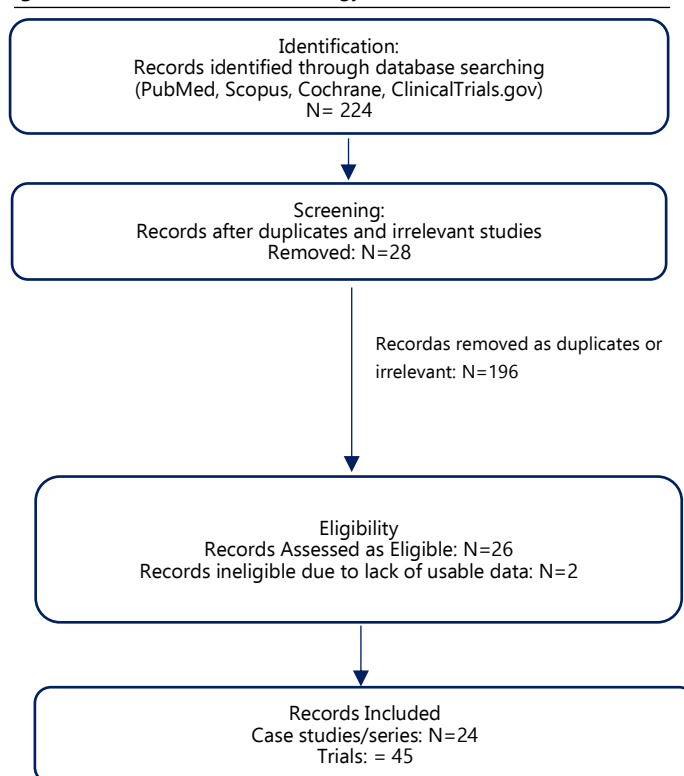 Identification:
Records identified through database searching
(PubMed, Scopus, Cochrane, ClinicalTrials.gov)
N= 224
Screening:
Records after duplicates and irrelevant studies
Removed: N=28
Recordas removed as duplicates or
irrelevant: N=196
Eligibility
Records Assessed as Eligible: N=26
Records ineligible due to lack of usable data: N=2
Records Included
Case studies/series: N=24
Trials: = 45